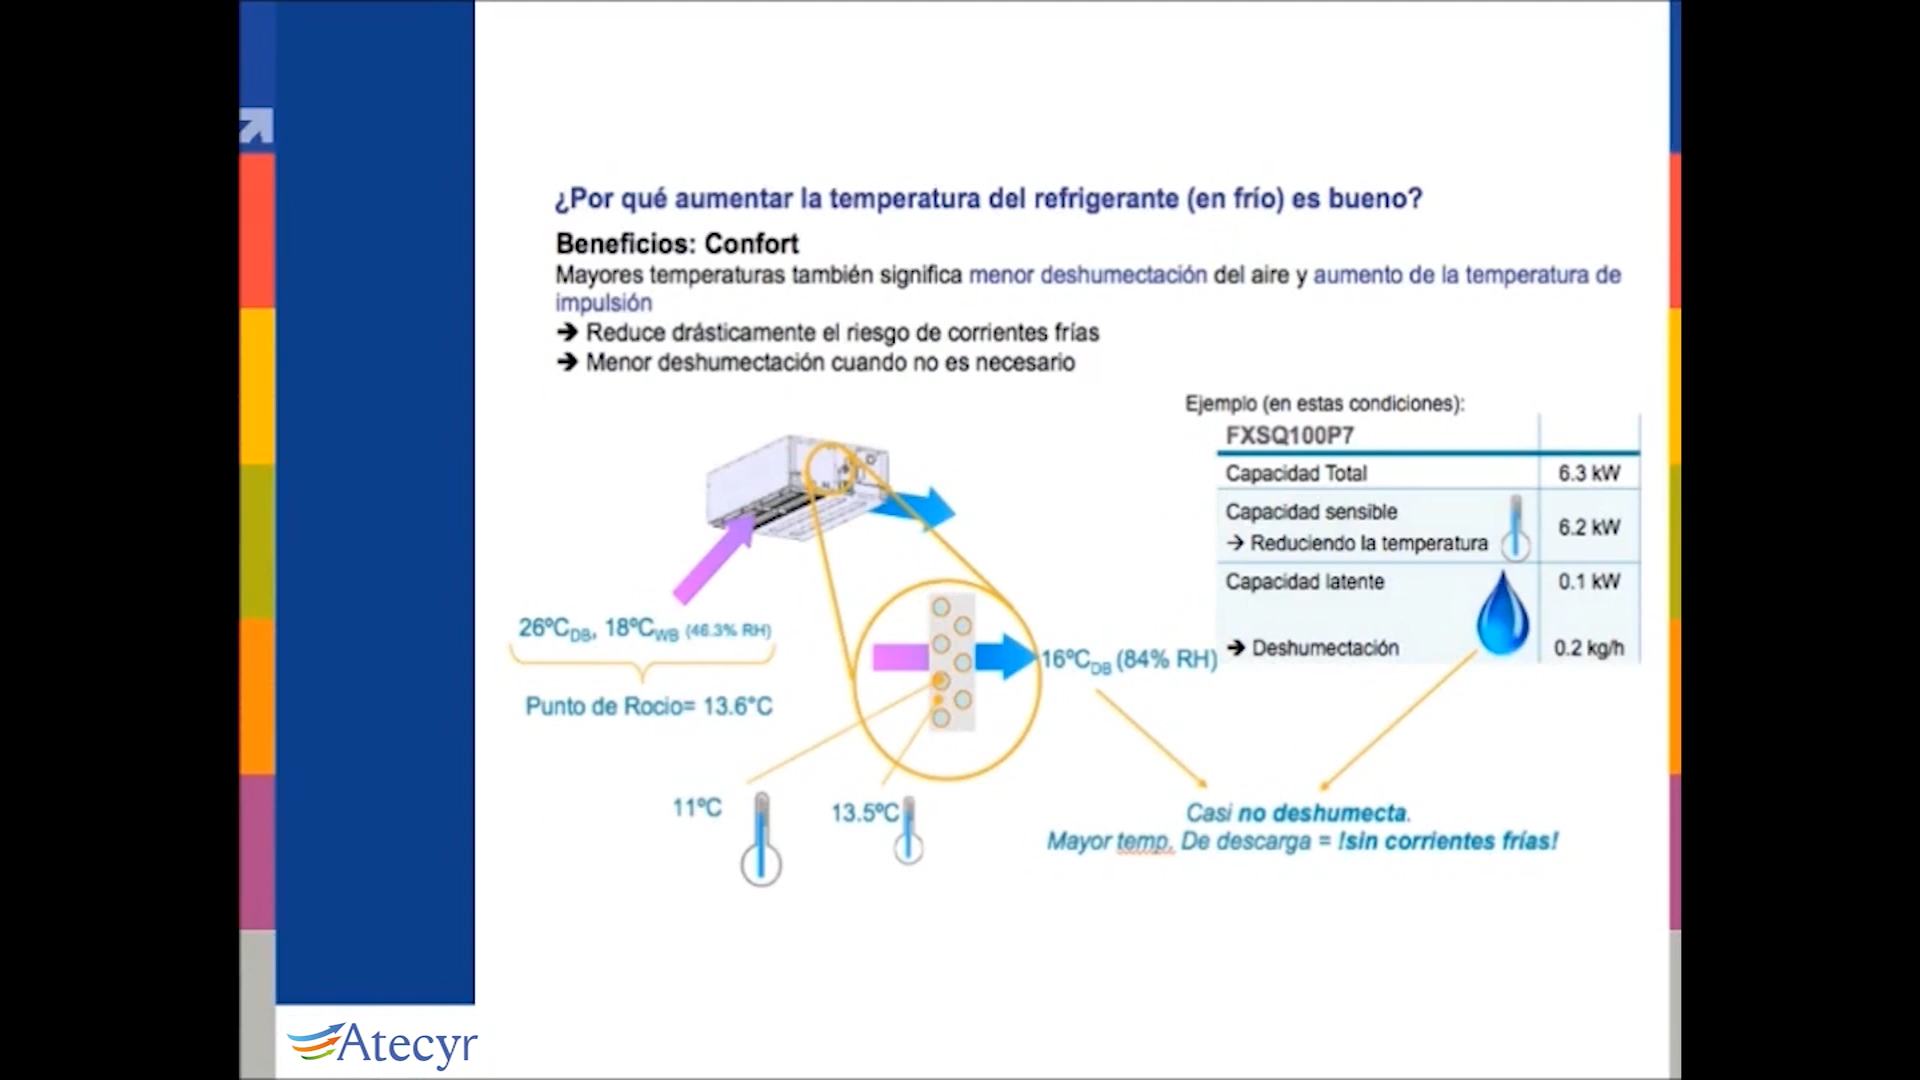 ¿Por qué aumentar la temperatura del refrigerante (en frío) es bueno?
Beneficios: Confort
Mayores temperaturas también significa menor deshumectación del aire y aumento de la temperatura de
impulsión
➔ Reduce drásticamente el riesgo de corrientes frías
➔ Menor deshumectación cuando no es necesario
Ejemplo (en estas condiciones):
FXSQ100P7
Capacidad Total 6.3 kW
Capacidad sensible
→ Reduciendo la temperatura 6.2 kW
Capacidad latente 0.1 kW
➔ Deshumectación 0.2 kg/h
26ºCDB, 18ºCWB (46.3% RH)
Punto de Rocio= 13.6°C
16ºCDB (84% RH)
11ºC
13.5ºC
Casi no deshumecta.
Mayor temp. De descarga = !sin corrientes frías!
Atecyr